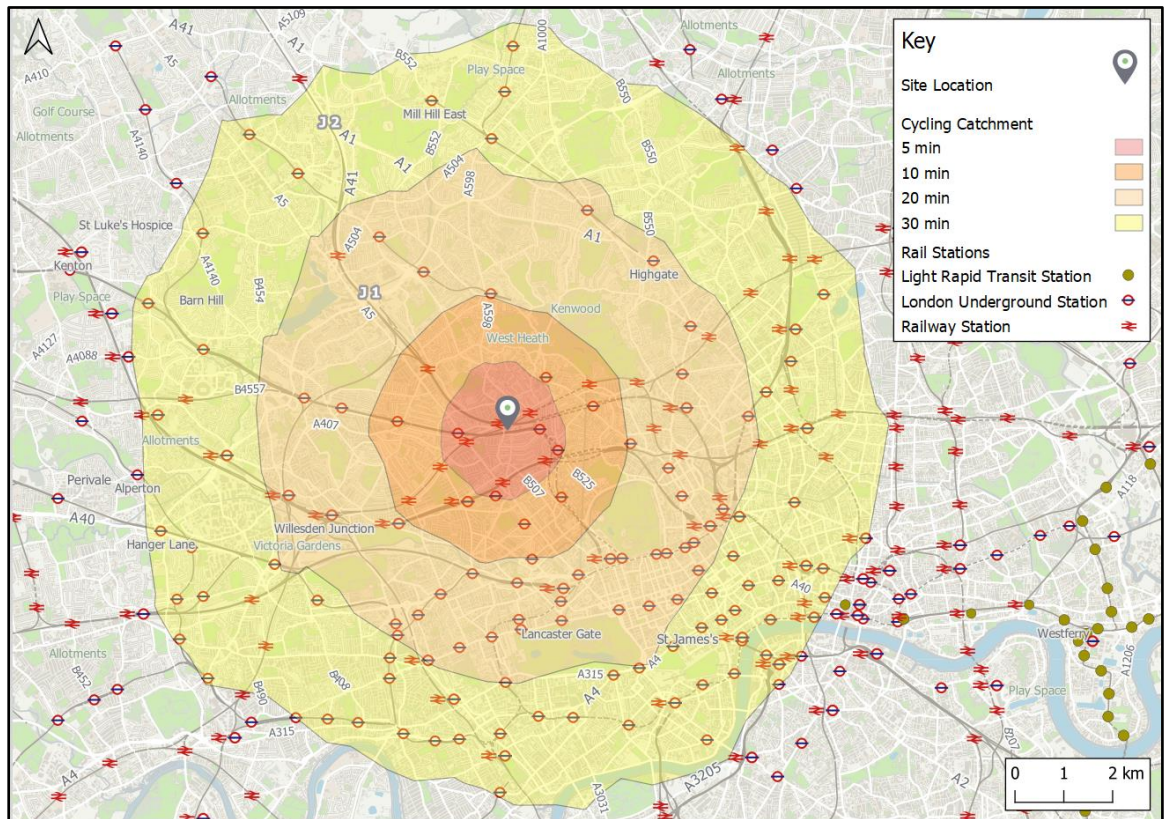 A41
A5109
A1
A5
A1000
B552
Allotments
Play Space
A410
Golf Course
Allotments
Allotments
Allotments
A4140
J 2
A1
Mill Hill East
B552
B550
A1
A504
A598
B550
A41
A5
St Luke's Hospice
A504
A1
B550
Kenton
A4140
B454
Highgate
Play Space
Barn Hill
J 1
A5
A598
Kenwood
West Heath
A4127
A4088
B4557
A407
Allotments
Perivale
Alperton
B507
B525
A40
Willesden Junction
Victoria Gardens
Hanger Lane
A118
A40
Lancaster Gate
St James's
Westferry
Allotments
A315
A4
A1206
B452
B490
B408
A4
Play Space
A315
B207
A4
A3205
A2
A3031
Key
Site Location
Cycling Catchment
5 min
10 min
20 min
30 min
Rail Stations
Light Rapid Transit Station
London Underground Station
Railway Station
0 1 2 km